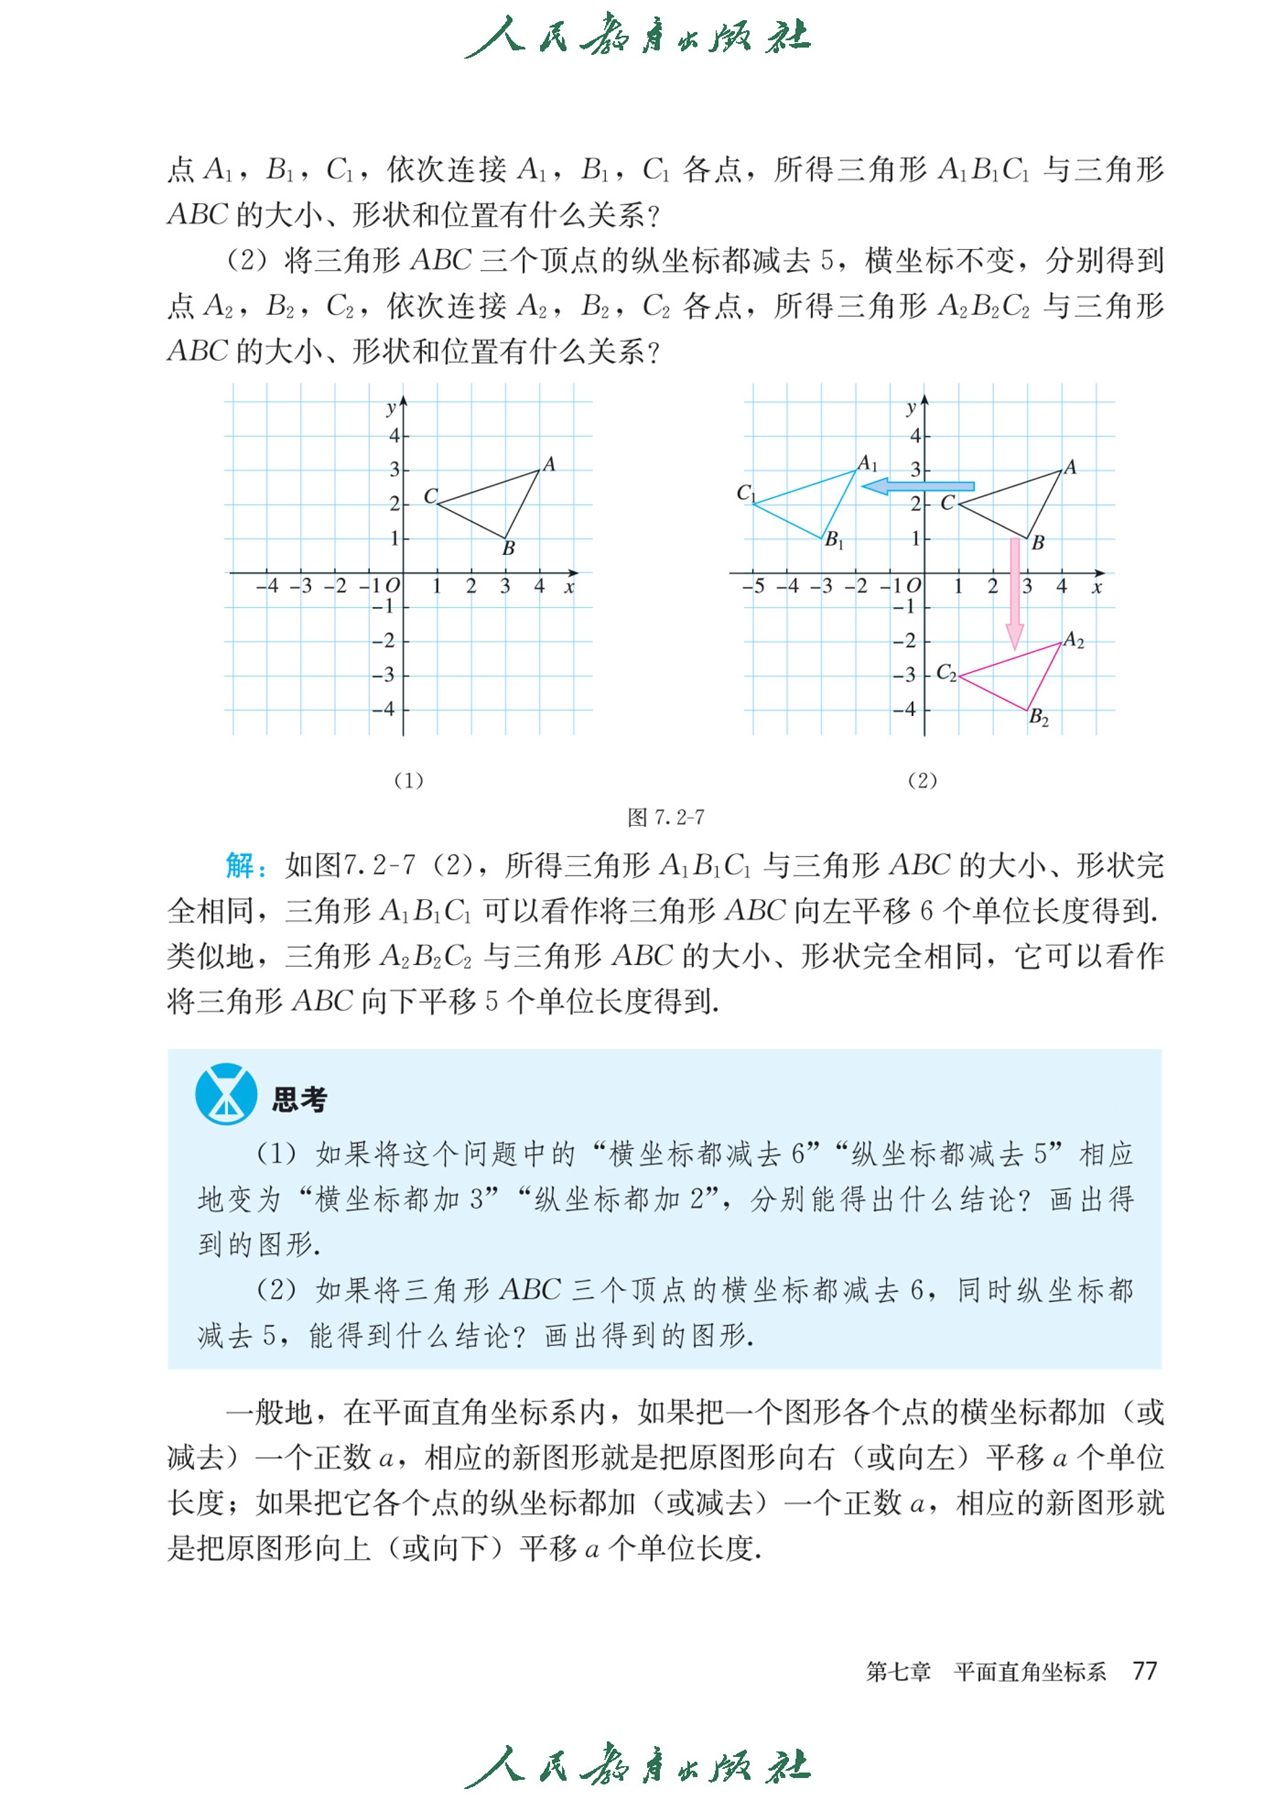 人民教育出版社
点 A₁，B₁，C₁，依次连接 A₁，B₁，C₁ 各点，所得三角形 A₁B₁C₁ 与三角形
ABC 的大小、形状和位置有什么关系？
（2）将三角形 ABC 三个顶点的纵坐标都减去 5，横坐标不变，分别得到
点 A₂，B₂，C₂，依次连接 A₂，B₂，C₂ 各点，所得三角形 A₂B₂C₂ 与三角形
ABC 的大小、形状和位置有什么关系？
y
4
3
2
1
A
C
B
-4 -3 -2 -1 O 1 2 3 4 x
-1
-2
-3
-4
y
4
3
2
1
A₁
C₁
B₁
A
C
B
-5 -4 -3 -2 -1 O 1 2 3 4 x
-1
-2
-3
-4
A₂
C₂
B₂
（1）
（2）
图 7.2-7
解：如图7.2-7（2），所得三角形 A₁B₁C₁ 与三角形 ABC 的大小、形状完
全相同，三角形 A₁B₁C₁ 可以看作将三角形 ABC 向左平移 6 个单位长度得到.
类似地，三角形 A₂B₂C₂ 与三角形 ABC 的大小、形状完全相同，它可以看作
将三角形 ABC 向下平移 5 个单位长度得到.
思考
（1）如果将这个问题中的“横坐标都减去 6”“纵坐标都减去 5”相应
地变为“横坐标都加 3”“纵坐标都加 2”，分别能得出什么结论？画出得
到的图形.
（2）如果将三角形 ABC 三个顶点的横坐标都减去 6，同时纵坐标都
减去 5，能得到什么结论？画出得到的图形.
一般地，在平面直角坐标系内，如果把一个图形各个点的横坐标都加（或
减去）一个正数 a，相应的新图形就是把原图形向右（或向左）平移 a 个单位
长度；如果把它各个点的纵坐标都加（或减去）一个正数 a，相应的新图形就
是把原图形向上（或向下）平移 a 个单位长度.
第七章 平面直角坐标系 77
人民教育出版社